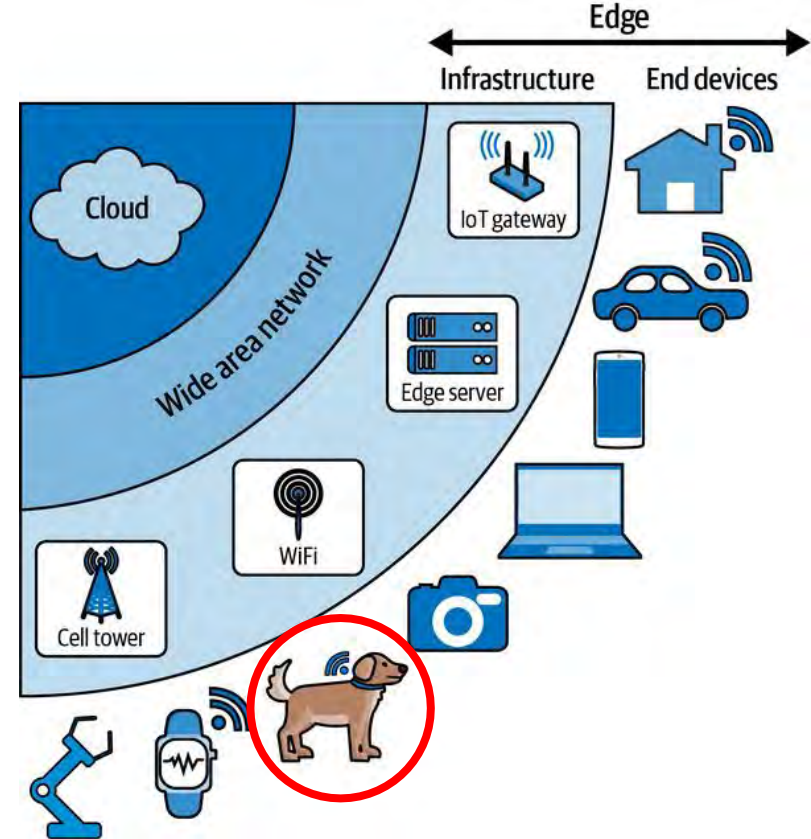 Edge
Infrastructure
End devices
Cloud
IoT gateway
Wide area network
Edge server
WiFi
Cell tower